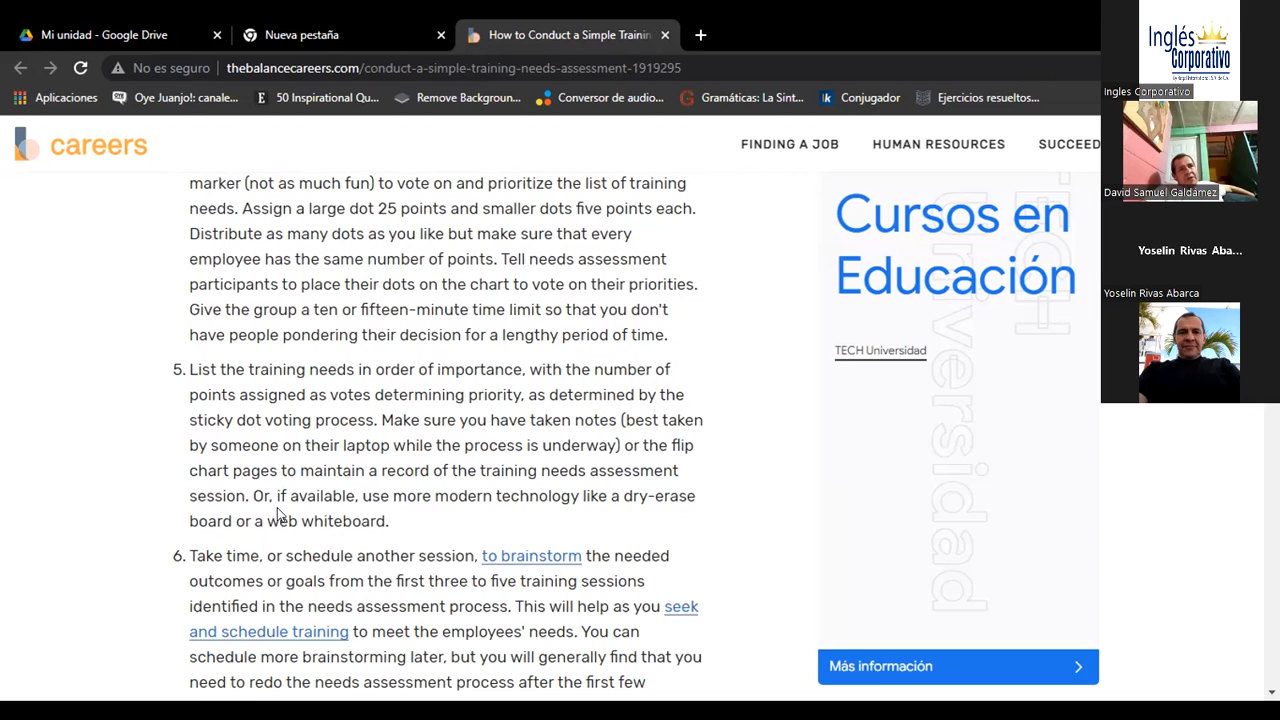 Mi unidad - Google Drive
Nueva pestaña
How to Conduct a Simple Trainin
No es seguro
thebalancecareers.com/conduct-a-simple-training-needs-assessment-1919295
Aplicaciones
Oye Juanjo!: canale...
50 Inspirational Qu...
Remove Backgroun...
Conversor de audio...
Gramáticas: La Sint...
Conjugador
Ejercicios resueltos...
careers
FINDING A JOB
HUMAN RESOURCES
SUCCEED
marker (not as much fun) to vote on and prioritize the list of training
needs. Assign a large dot 25 points and smaller dots five points each.
Distribute as many dots as you like but make sure that every
employee has the same number of points. Tell needs assessment
participants to place their dots on the chart to vote on their priorities.
Give the group a ten or fifteen-minute time limit so that you don't
have people pondering their decision for a lengthy period of time.
5. List the training needs in order of importance, with the number of
points assigned as votes determining priority, as determined by the
sticky dot voting process. Make sure you have taken notes (best taken
by someone on their laptop while the process is underway) or the flip
chart pages to maintain a record of the training needs assessment
session. Or, if available, use more modern technology like a dry-erase
board or a web whiteboard.
6. Take time, or schedule another session, to brainstorm the needed
outcomes or goals from the first three to five training sessions
identified in the needs assessment process. This will help as you seek
and schedule training to meet the employees' needs. You can
schedule more brainstorming later, but you will generally find that you
need to redo the needs assessment process after the first few
Cursos en
Educación
TECH Universidad
Más información
Inglés
Corporativo
Ingles Corporativo
David Samuel Galdámez
Yoselin Rivas Aba...
Yoselin Rivas Abarca